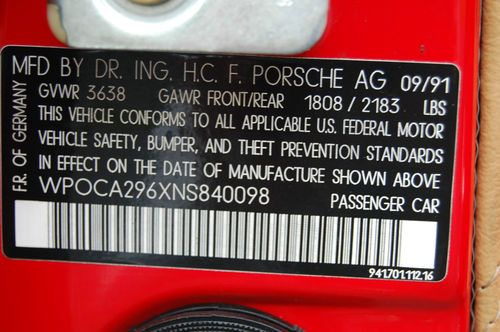 MFD BY DR. ING. H.C. F. PORSCHE AG 09/91
GVWR 3638 GAWR FRONT/REAR 1808 / 2183 LBS
THIS VEHICLE CONFORMS TO ALL APPLICABLE U.S. FEDERAL MOTOR
VEHICLE SAFETY, BUMPER, AND THEFT PREVENTION STANDARDS
IN EFFECT ON THE DATE OF MANUFACTURE SHOWN ABOVE
WPOCA296XNS840098 PASSENGER CAR
941.701.112.16
F.R. OF GERMANY